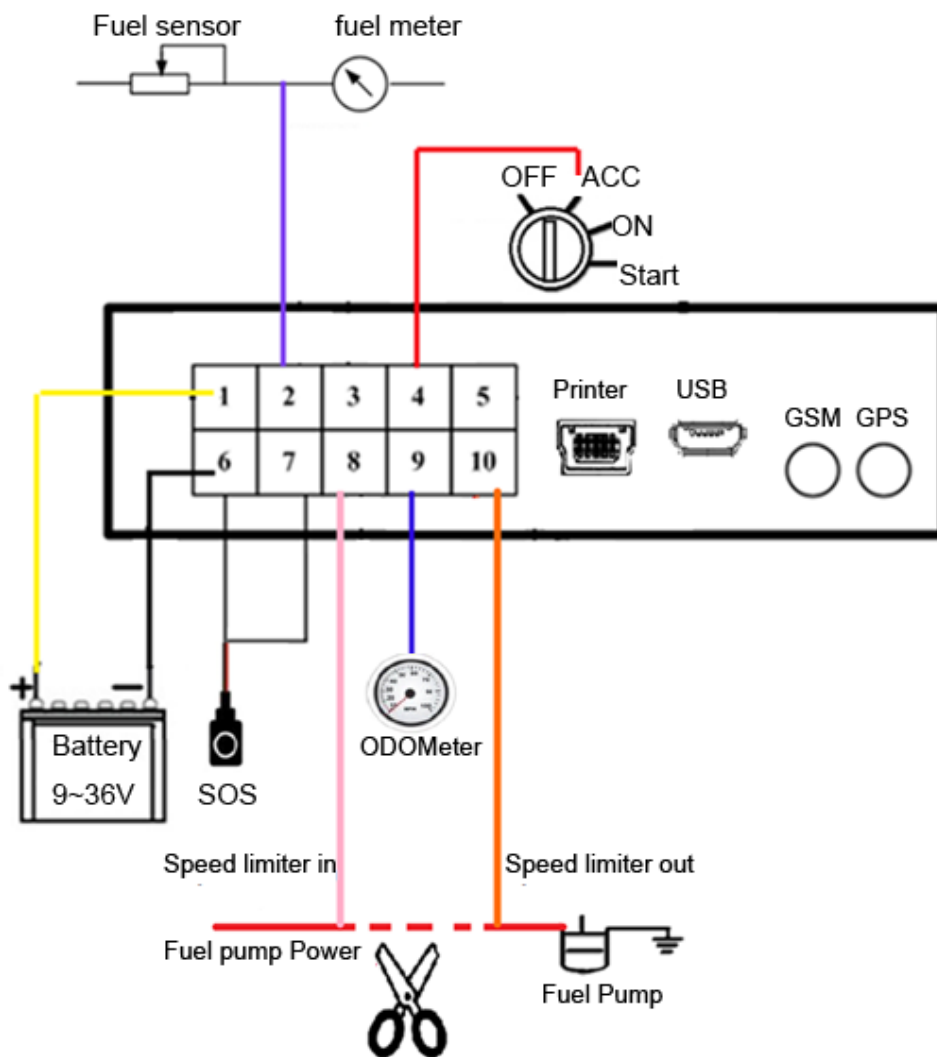 Fuel sensor
fuel meter
OFF
ACC
ON
Start
1 2 3 4 5
6 7 8 9 10
Printer
USB
GSM
GPS
+
–
Battery
9~36V
SOS
ODOMeter
Speed limiter in
Speed limiter out
Fuel pump Power
Fuel Pump